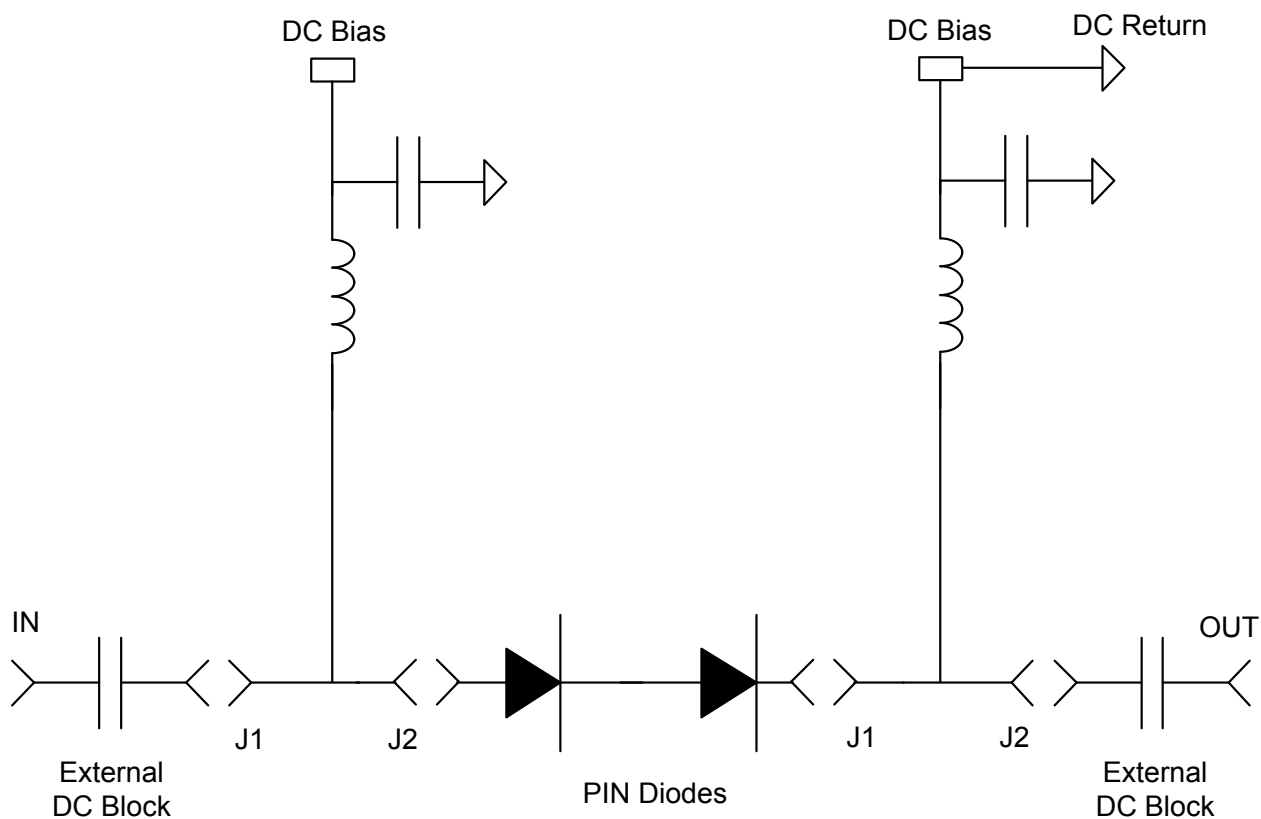 DC Bias
DC Bias
DC Return
IN
OUT
J1
J2
J1
J2
External
DC Block
PIN Diodes
External
DC Block